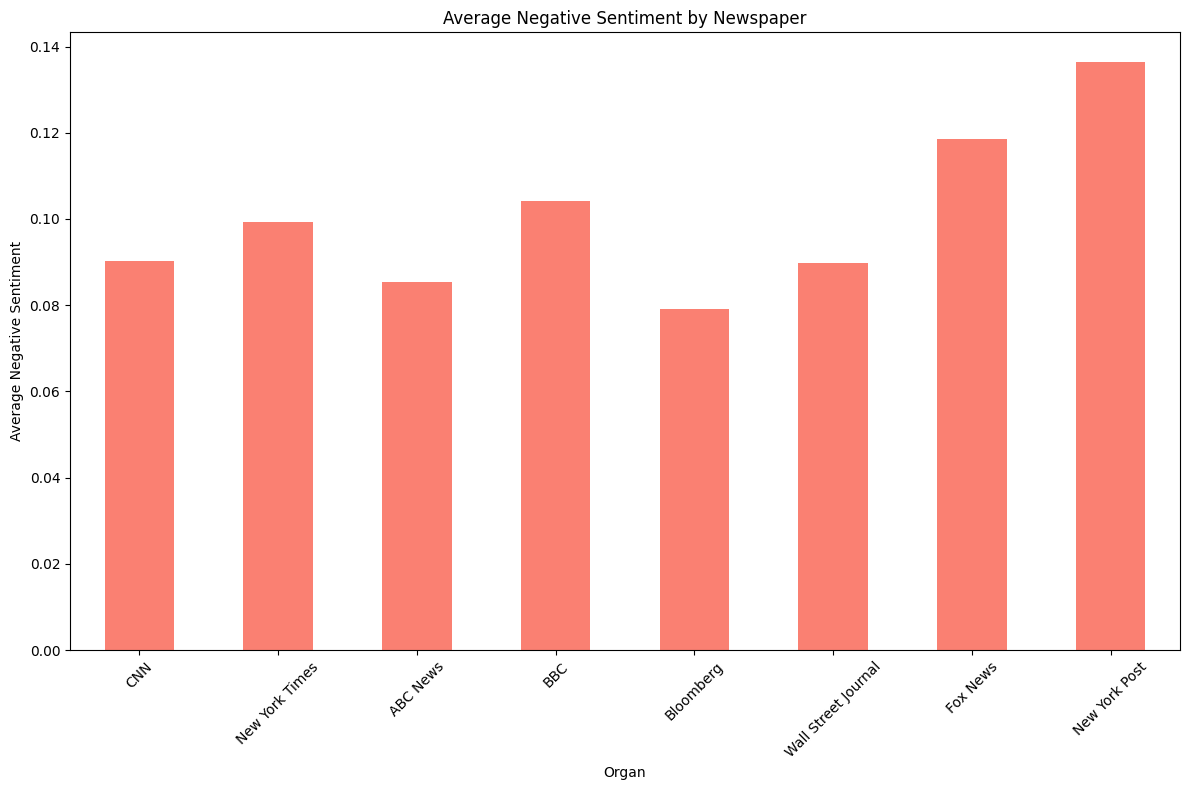 Average Negative Sentiment by Newspaper
Average Negative Sentiment
0.14
0.12
0.10
0.08
0.06
0.04
0.02
0.00
CNN
New York Times
ABC News
BBC
Bloomberg
Wall Street Journal
Fox News
New York Post
Organ